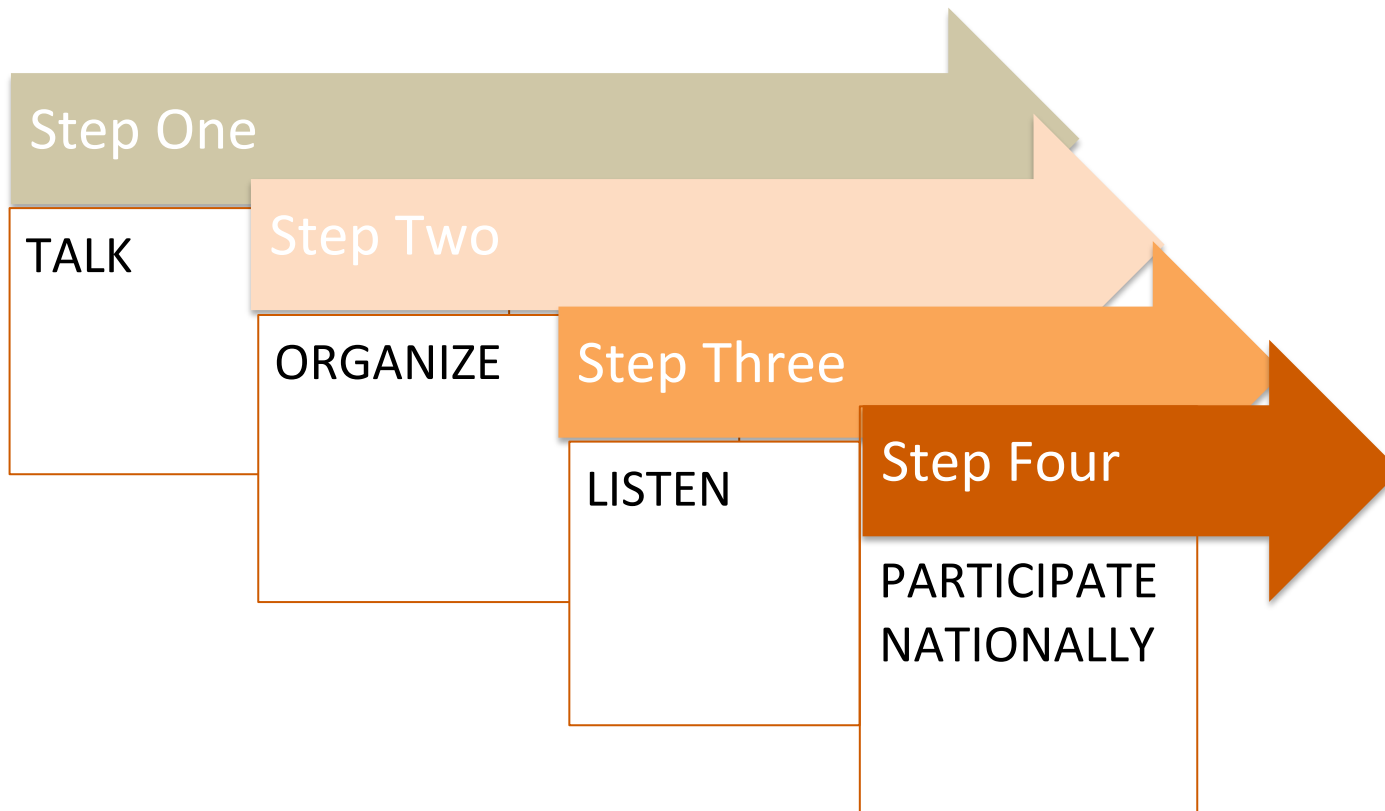 Step One
TALK
Step Two
ORGANIZE
Step Three
LISTEN
Step Four
PARTICIPATE
NATIONALLY